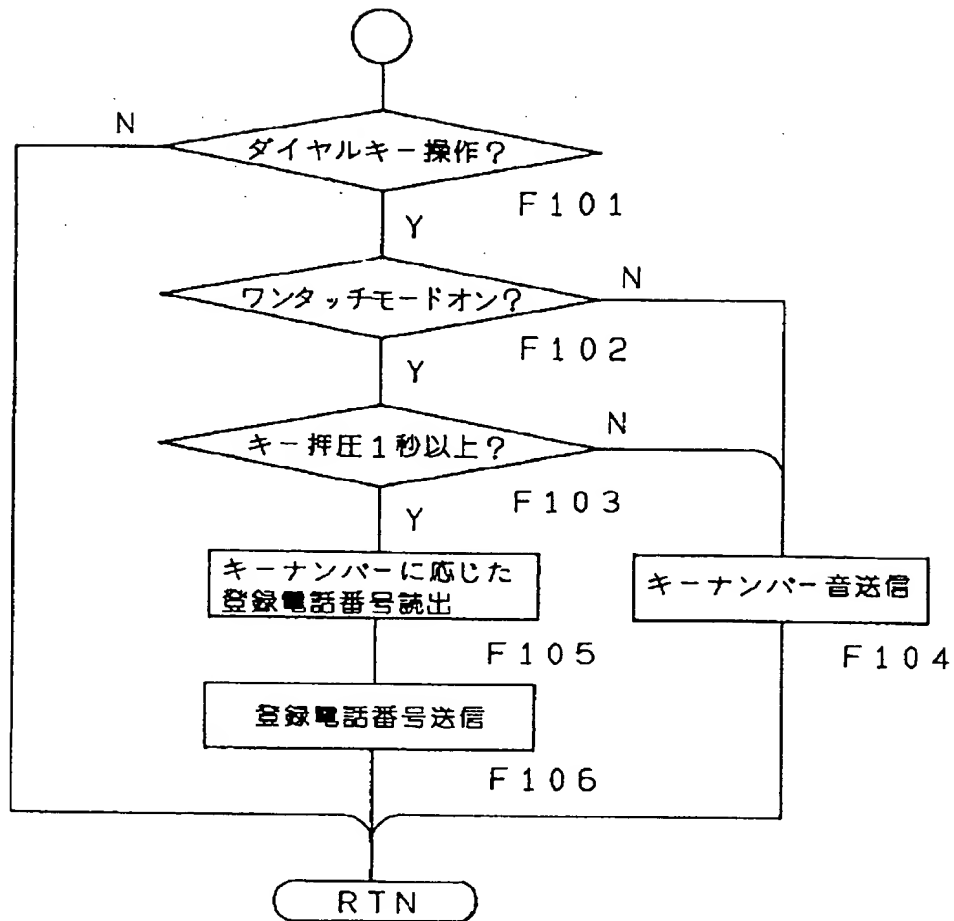 N
ダイヤルキー操作？
F101
Y
ワンタッチモードオン？
N
F102
Y
キー押圧1秒以上？
N
F103
Y
キーナンバーに応じた
登録電話番号読出
キーナンバー音送信
F105
F104
登録電話番号送信
F106
RTN